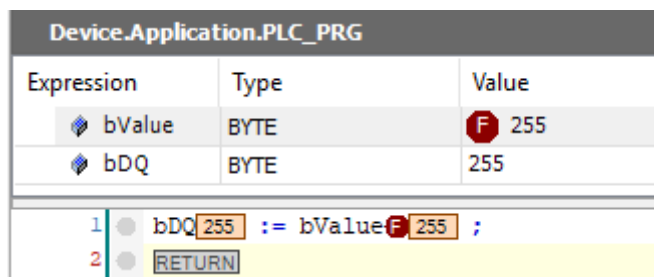 Device.Application.PLC_PRG
Expression Type Value
bValue BYTE F 255
bDQ BYTE 255
1 bDQ 255 := bValue F 255 ;
2 RETURN